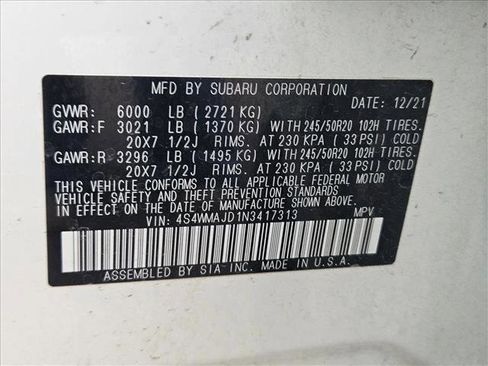 MFD BY SUBARU CORPORATION
DATE: 12/21
GVWR: 6000 LB (2721 KG)
GAWR:F 3021 LB (1370 KG) WITH 245/50R20 102H TIRES.
20X7 1/2J RIMS. AT 230 KPA (33 PSI) COLD
GAWR:R 3296 LB (1495 KG) WITH 245/50R20 102H TIRES.
20X7 1/2J RIMS. AT 230 KPA (33 PSI) COLD
THIS VEHICLE CONFORMS TO ALL APPLICABLE FEDERAL MOTOR
VEHICLE SAFETY AND THEFT PREVENTION STANDARDS
IN EFFECT ON THE DATE OF MANUFACTURE SHOWN ABOVE.
VIN: 4S4WMAJD1N3417313 MPV
ASSEMBLED BY SIA INC. MADE IN U.S.A.